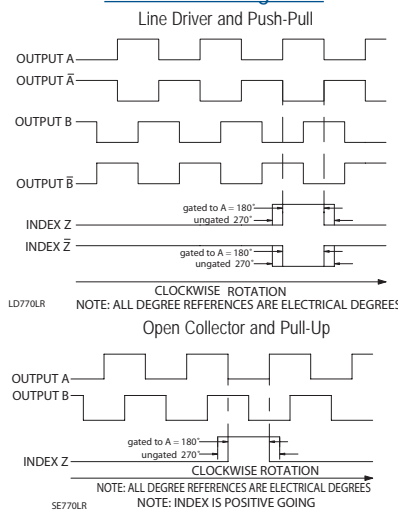 Line Driver and Push-Pull
OUTPUT A
OUTPUT A̅
OUTPUT B
OUTPUT B̅
gated to A = 180°
ungated 270°
INDEX Z
INDEX Z̅
gated to A = 180°
ungated 270°
CLOCKWISE ROTATION
LD770LR
NOTE: ALL DEGREE REFERENCES ARE ELECTRICAL DEGREES
Open Collector and Pull-Up
OUTPUT A
OUTPUT B
gated to A = 180°
ungated 270°
INDEX Z
CLOCKWISE ROTATION
NOTE: ALL DEGREE REFERENCES ARE ELECTRICAL DEGREES
SE770LR
NOTE: INDEX IS POSITIVE GOING